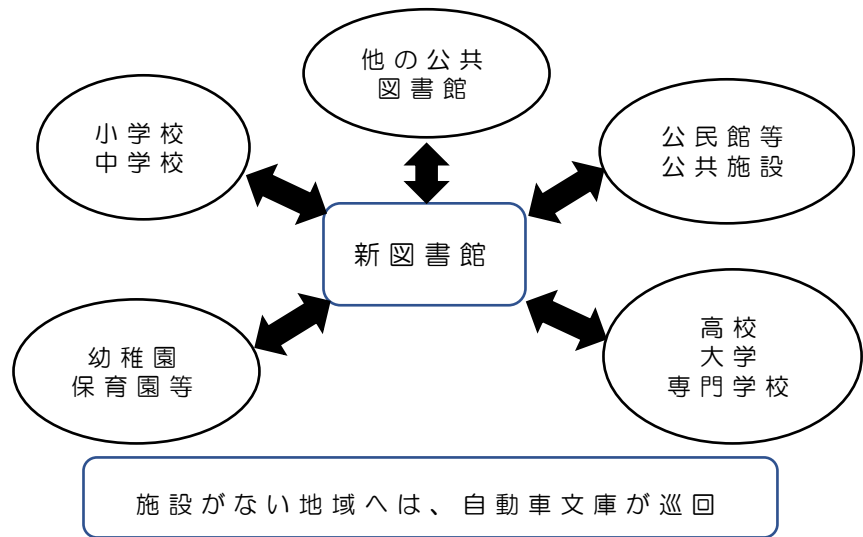 他の公共
図書館
小学校
中学校
公民館等
公共施設
新図書館
幼稚園
保育園等
高校
大学
専門学校
施設がない地域へは、自動車文庫が巡回